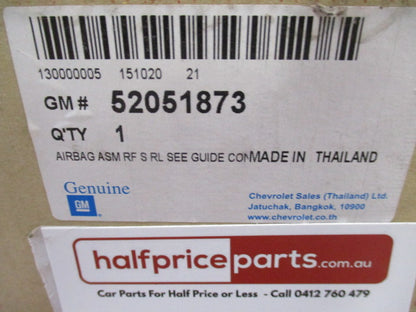 130000005 151020 21
GM # 52051873
Q'TY 1
AIRBAG ASM RF S RL SEE GUIDE CON MADE IN THAILAND
Genuine
GM
Chevrolet Sales (Thailand) Ltd.
Jatuchak, Bangkok, 10900
www.chevrolet.co.th
halfpriceparts.com.au
Car Parts For Half Price or Less - Call 0412 760 479